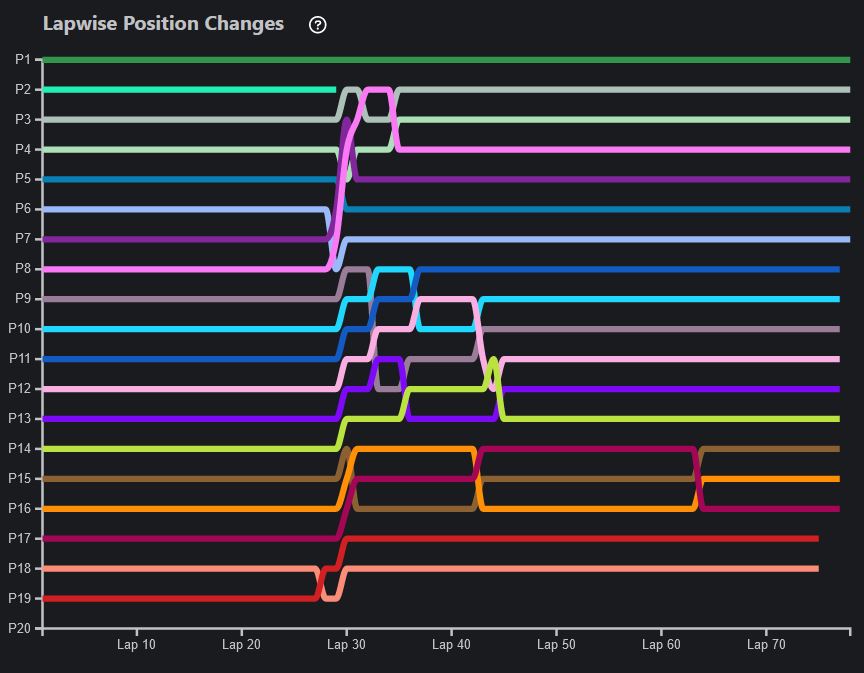 Lapwise Position Changes ?
P1
P2
P3
P4
P5
P6
P7
P8
P9
P10
P11
P12
P13
P14
P15
P16
P17
P18
P19
P20
Lap 10 Lap 20 Lap 30 Lap 40 Lap 50 Lap 60 Lap 70